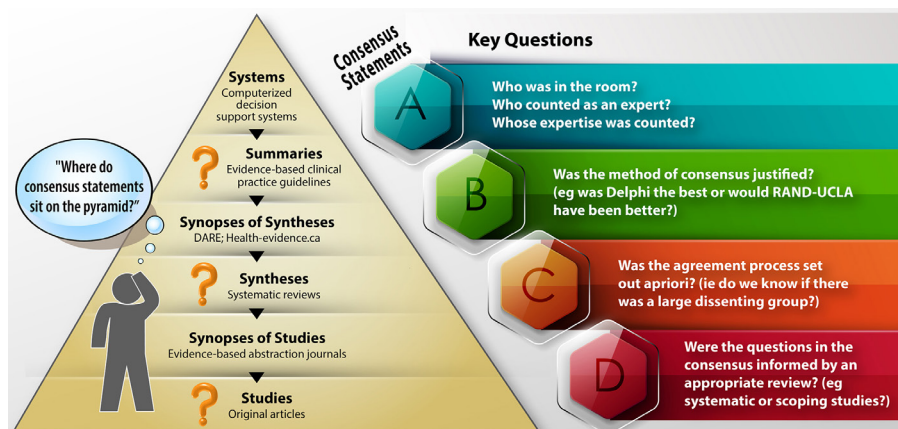 Systems
Computerized
decision
support systems
Summaries
Evidence-based clinical
practice guidelines
Synopses of Syntheses
DARE; Health-evidence.ca
Syntheses
Systematic reviews
Synopses of Studies
Evidence-based abstraction journals
Studies
Original articles
?
?
?
"Where do
consensus statements
sit on the pyramid?”
Consensus
Statements
Key Questions
A
Who was in the room?
Who counted as an expert?
Whose expertise was counted?
B
Was the method of consensus justified?
(eg was Delphi the best or would RAND-UCLA
have been better?)
C
Was the agreement process set
out apriori? (ie do we know if there
was a large dissenting group?)
D
Were the questions in the
consensus informed by an
appropriate review? (eg
systematic or scoping studies?)